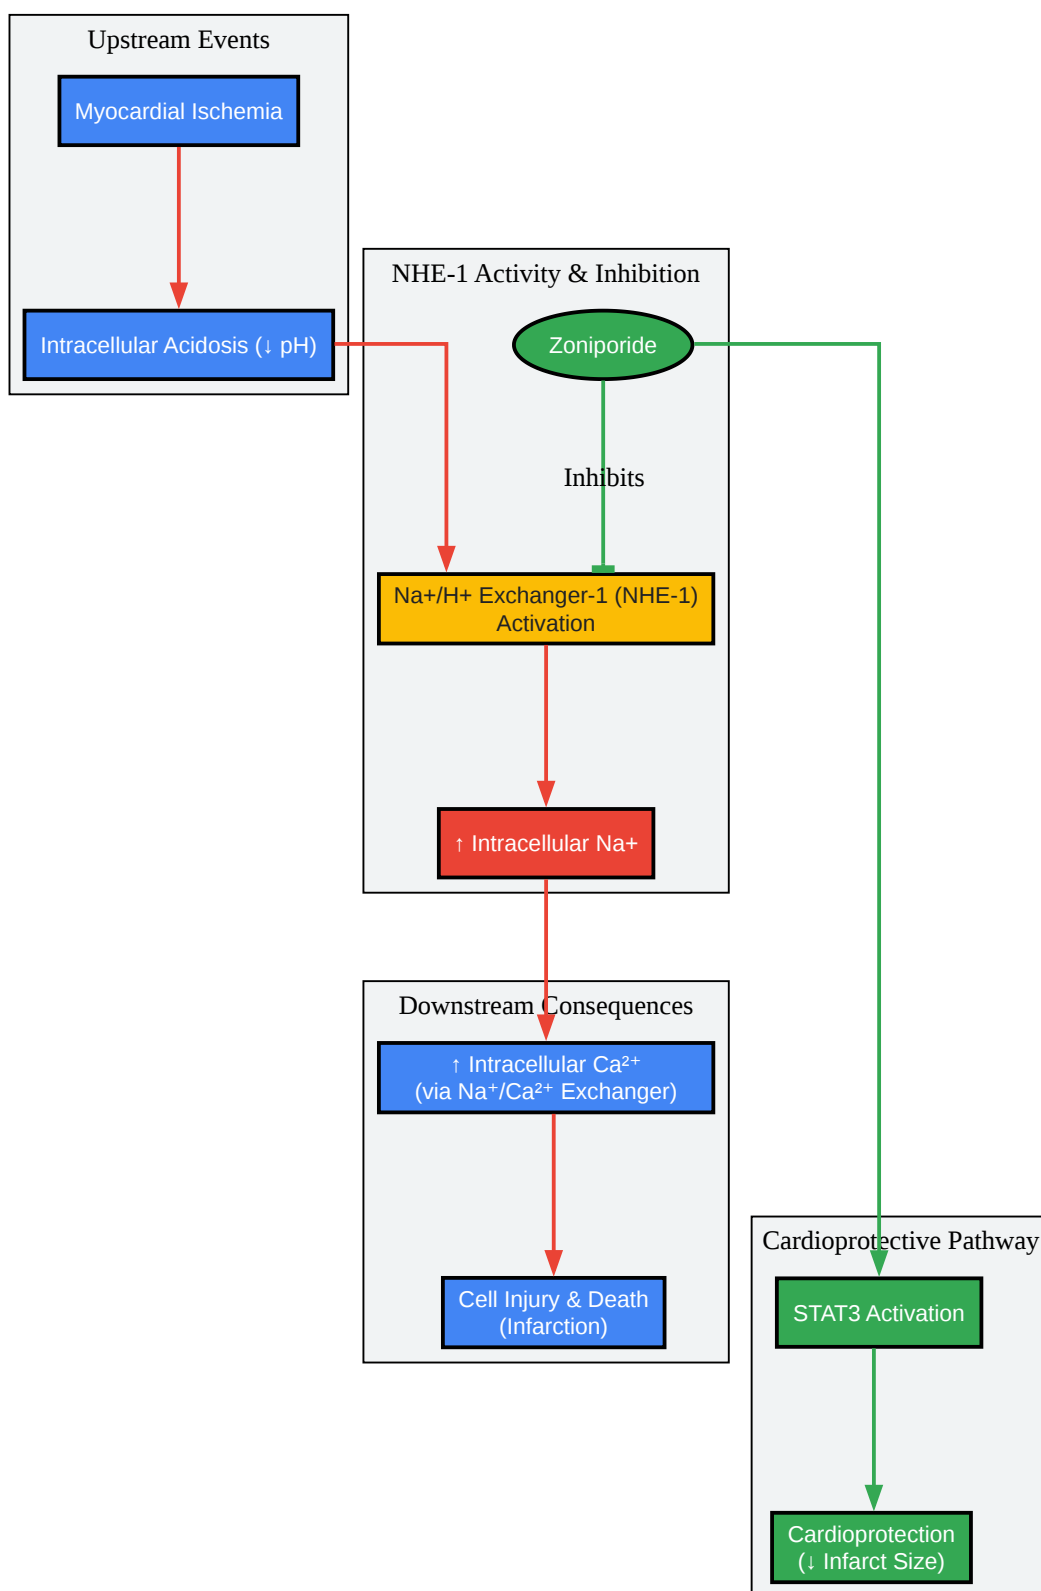 Upstream Events
Myocardial Ischemia
Intracellular Acidosis (↓ pH)
NHE-1 Activity & Inhibition
Zoniporide
Inhibits
Na+/H+ Exchanger-1 (NHE-1)
Activation
↑ Intracellular Na+
Downstream Consequences
↑ Intracellular Ca²⁺
(via Na⁺/Ca²⁺ Exchanger)
Cell Injury & Death
(Infarction)
Cardioprotective Pathway
STAT3 Activation
Cardioprotection
(↓ Infarct Size)